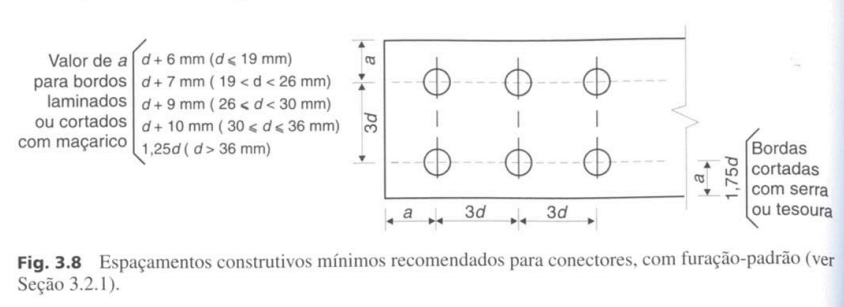 Valor de a
para bordos
laminados
ou cortados
com maçarico
d + 6 mm (d ⩽ 19 mm)
d + 7 mm ( 19 < d < 26 mm)
d + 9 mm ( 26 ⩽ d < 30 mm)
d + 10 mm ( 30 ⩽ d ⩽ 36 mm)
1,25d ( d > 36 mm)
a
3d
a
3d
3d
a
1,75d
Bordas
cortadas
com serra
ou tesoura
Fig. 3.8 Espaçamentos construtivos mínimos recomendados para conectores, com furação-padrão (ver
Seção 3.2.1).